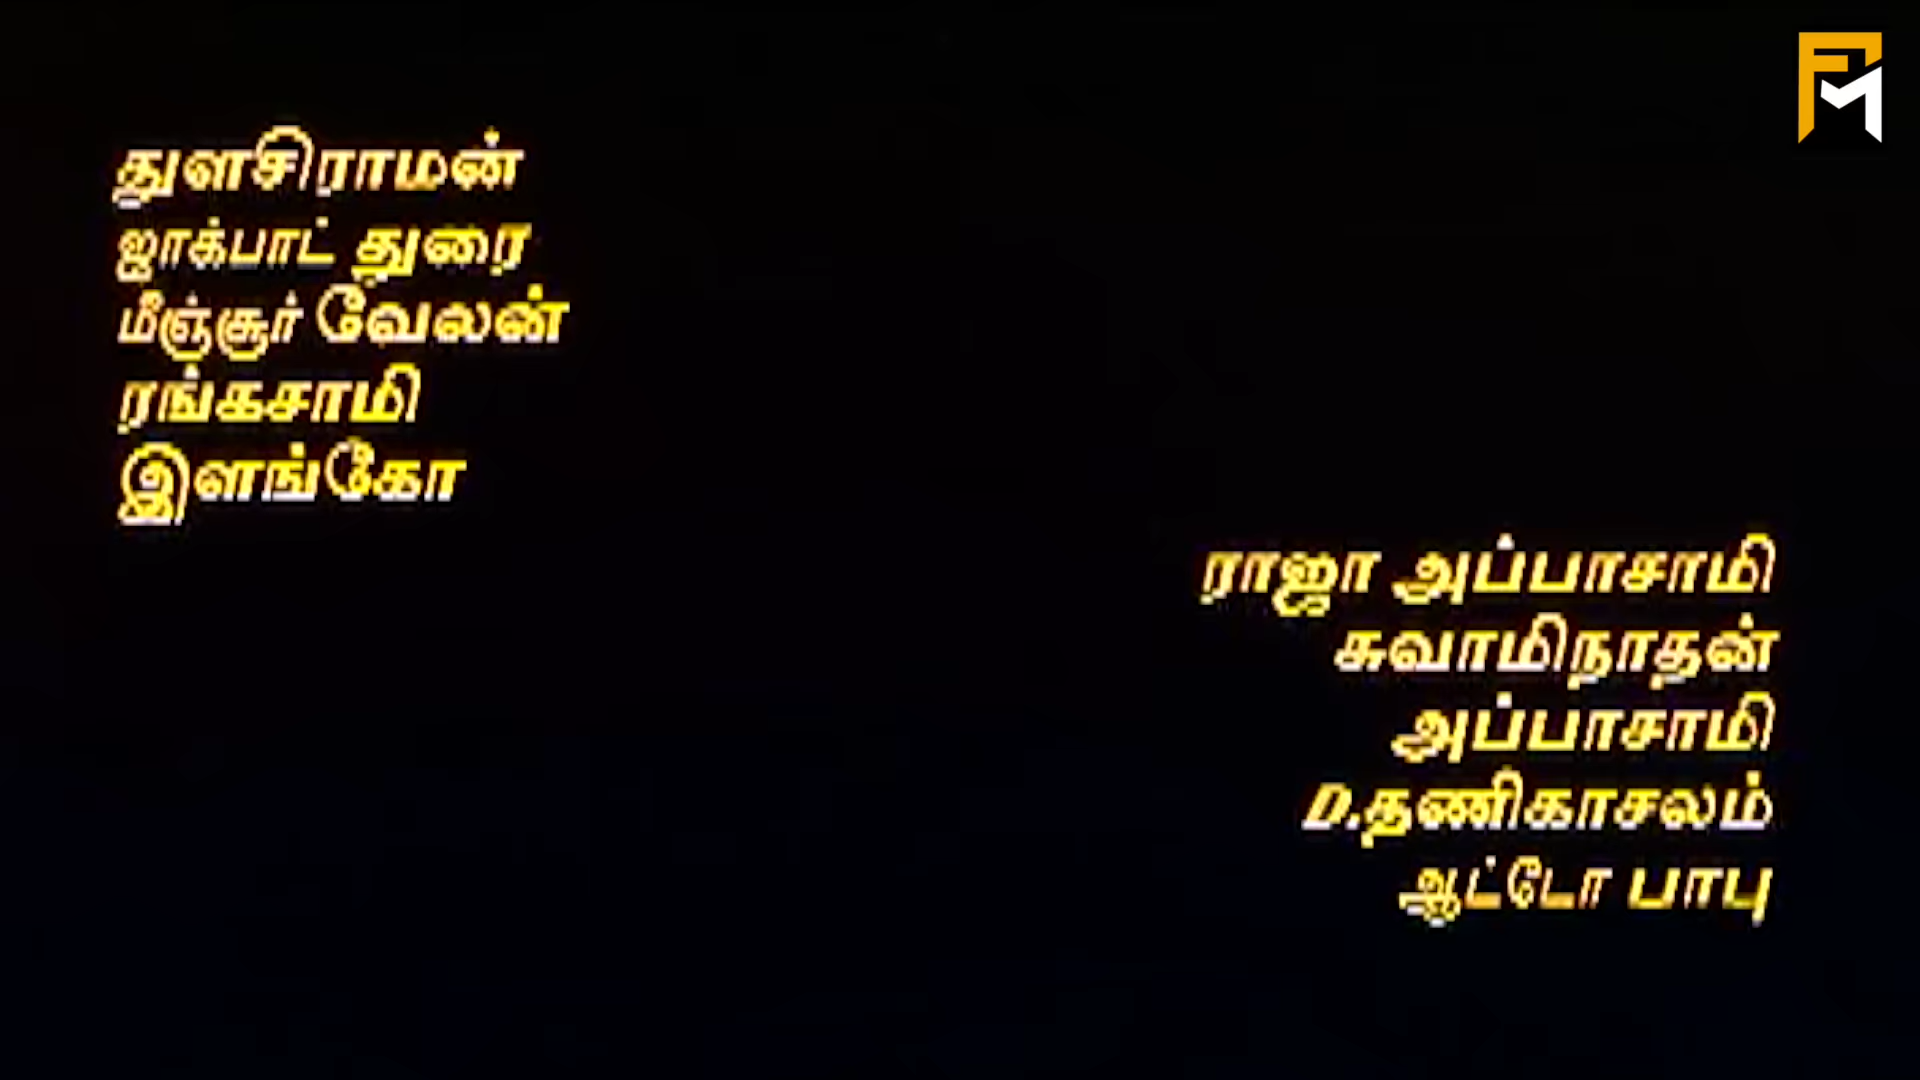 துளசிராமன்
ஜாக்பாட் துரை
மீஞ்சூர் வேலன்
ரங்கசாமி
இளங்கோ
ராஜா அப்பாசாமி
சுவாமிநாதன்
அப்பாசாமி
D.தணிகாசலம்
ஆட்டோ பாபு